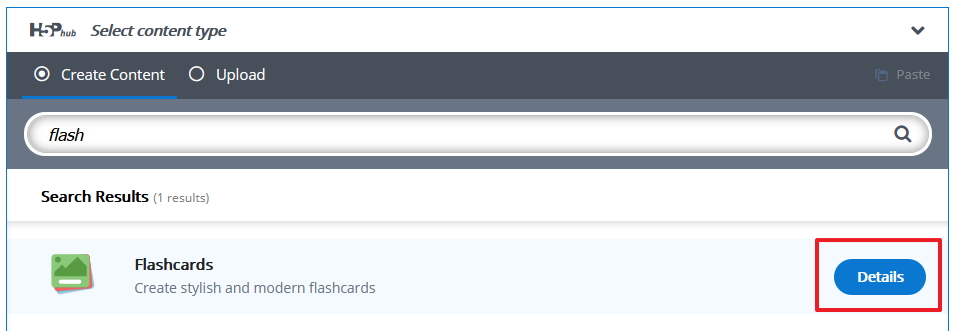 H5P hub Select content type
Create Content Upload Paste
flash
Search Results (1 results)
Flashcards
Create stylish and modern flashcards
Details